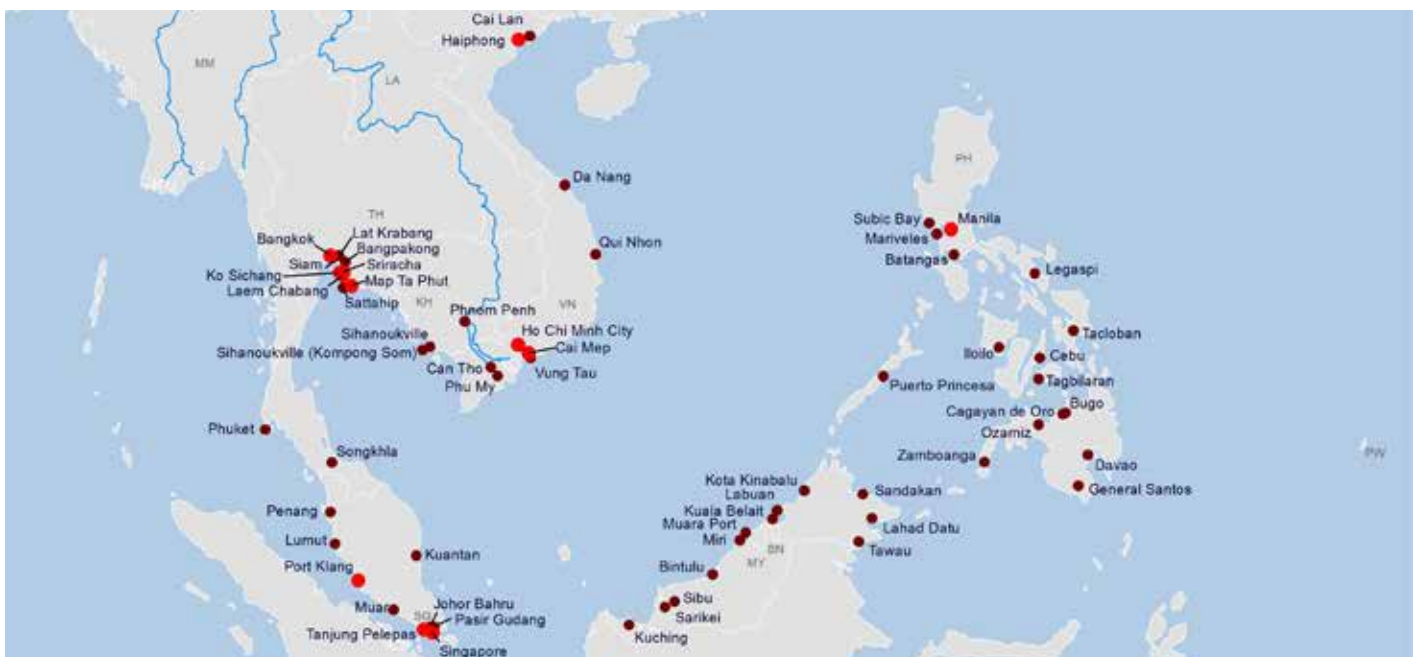 Cai Lan
Haiphong
MM
LA
Da Nang
PH
Subic Bay
Manila
Mariveles
Batangas
Legaspi
TH
Bangkok
Lat Krabang
Bangpakong
Siam
Sriracha
Ko Sichang
Laem Chabang
Map Ta Phut
Sattahip
Qui Nhon
KH
VN
Phnom Penh
Sihanoukville
Sihanoukville (Kompong Som)
Ho Chi Minh City
Cai Mep
Can Tho
Vung Tau
Phu My
Tacloban
Iloilo
Cebu
Puerto Princesa
Tagbilaran
Bugo
Cagayan de Oro
Ozamiz
Phuket
Songkhla
Zamboanga
Davao
PW
General Santos
Kota Kinabalu
Labuan
Sandakan
Penang
Kuala Belait
Muara Port
Lahad Datu
Lumut
Miri
BN
Tawau
Kuantan
MY
Port Klang
Bintulu
Muar
Johor Bahru
SG
Pasir Gudang
Sibu
Sarikei
Tanjung Pelepas
Singapore
Kuching